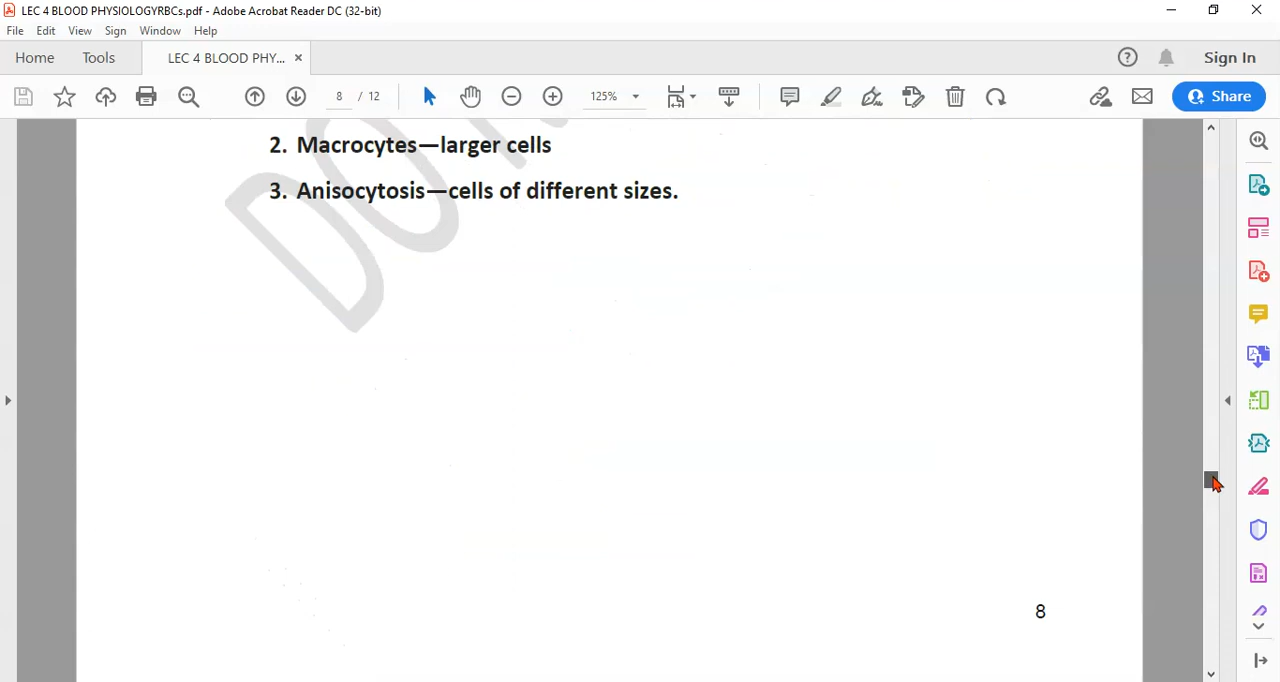 LEC 4 BLOOD PHYSIOLOGYRBCs.pdf - Adobe Acrobat Reader DC (32-bit)
File Edit View Sign Window Help
Home Tools LEC 4 BLOOD PHY... Sign In
8 / 12 125% Share
2. Macrocytes—larger cells
3. Anisocytosis—cells of different sizes.
DO
8